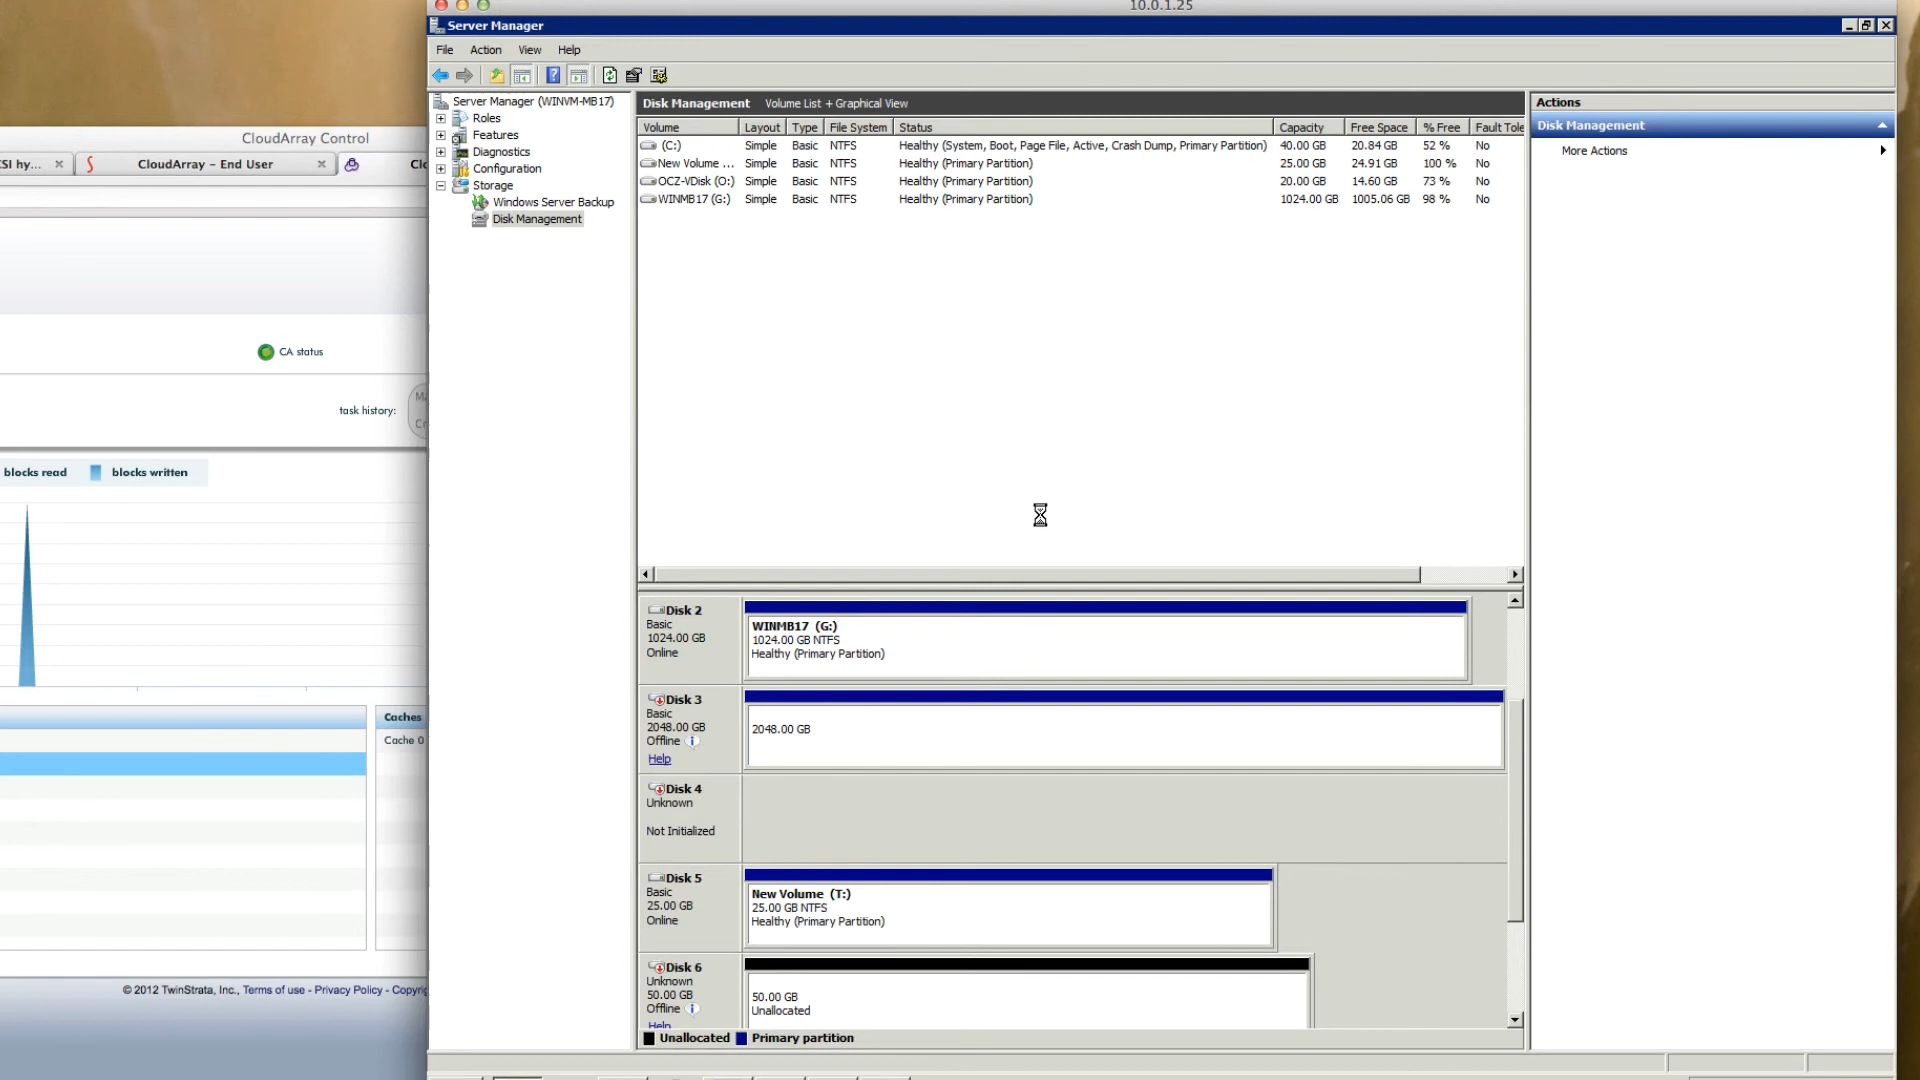 10.0.1.25
Server Manager
File Action View Help
Server Manager (WINVM-MB17)
Roles
Features
Diagnostics
Configuration
Storage
Windows Server Backup
Disk Management
Disk Management Volume List + Graphical View
Volume Layout Type File System Status Capacity Free Space % Free Fault Tole
(C:) Simple Basic NTFS Healthy (System, Boot, Page File, Active, Crash Dump, Primary Partition) 40.00 GB 20.84 GB 52 % No
New Volume ... Simple Basic NTFS Healthy (Primary Partition) 25.00 GB 24.91 GB 100 % No
OCZ-VDisk (O:) Simple Basic NTFS Healthy (Primary Partition) 20.00 GB 14.60 GB 73 % No
WINMB17 (G:) Simple Basic NTFS Healthy (Primary Partition) 1024.00 GB 1005.06 GB 98 % No
Actions
Disk Management
More Actions
Disk 2
Basic
1024.00 GB
Online
WINMB17 (G:)
1024.00 GB NTFS
Healthy (Primary Partition)
Disk 3
Basic
2048.00 GB
Offline
Help
2048.00 GB
Disk 4
Unknown
Not Initialized
Disk 5
Basic
25.00 GB
Online
New Volume (T:)
25.00 GB NTFS
Healthy (Primary Partition)
Disk 6
Unknown
50.00 GB
Offline
Help
50.00 GB
Unallocated
Unallocated Primary partition
CloudArray Control
SI hy... CloudArray – End User Clo
CA status
task history:
blocks read blocks written
Caches
Cache 0
© 2012 TwinStrata, Inc., Terms of use - Privacy Policy - Copyrig